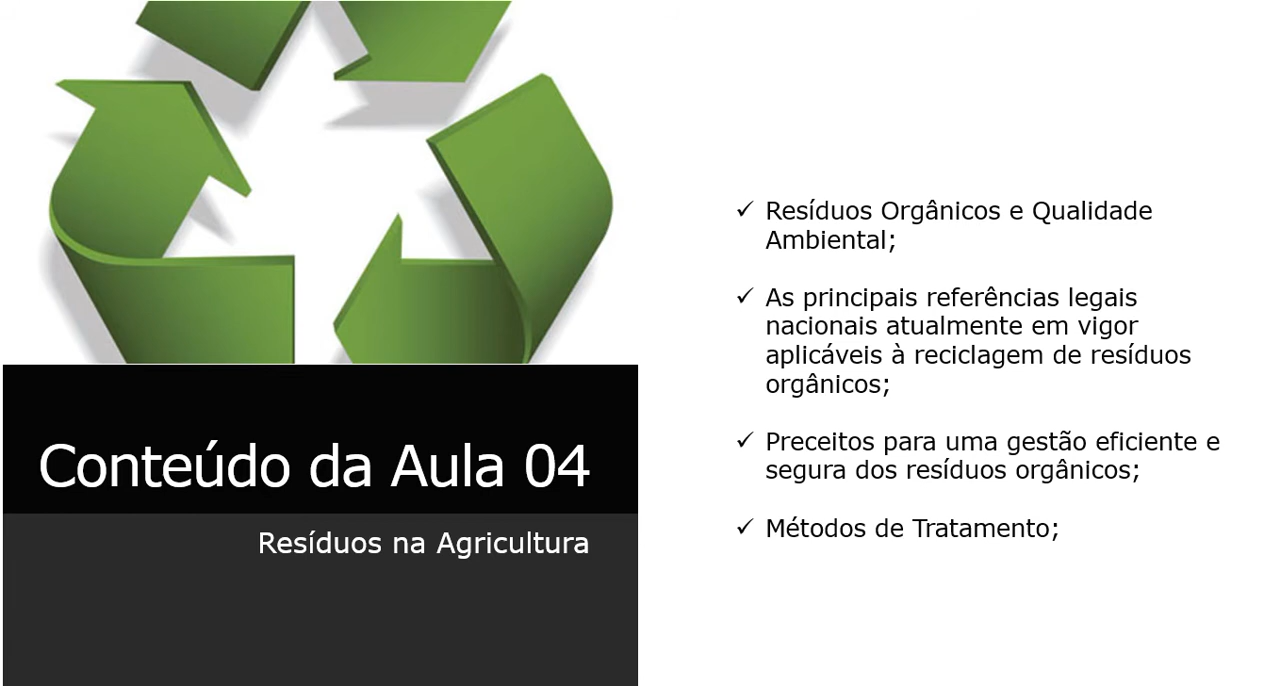 Conteúdo da Aula 04
Resíduos na Agricultura
✓ Resíduos Orgânicos e Qualidade
Ambiental;
✓ As principais referências legais
nacionais atualmente em vigor
aplicáveis à reciclagem de resíduos
orgânicos;
✓ Preceitos para uma gestão eficiente e
segura dos resíduos orgânicos;
✓ Métodos de Tratamento;